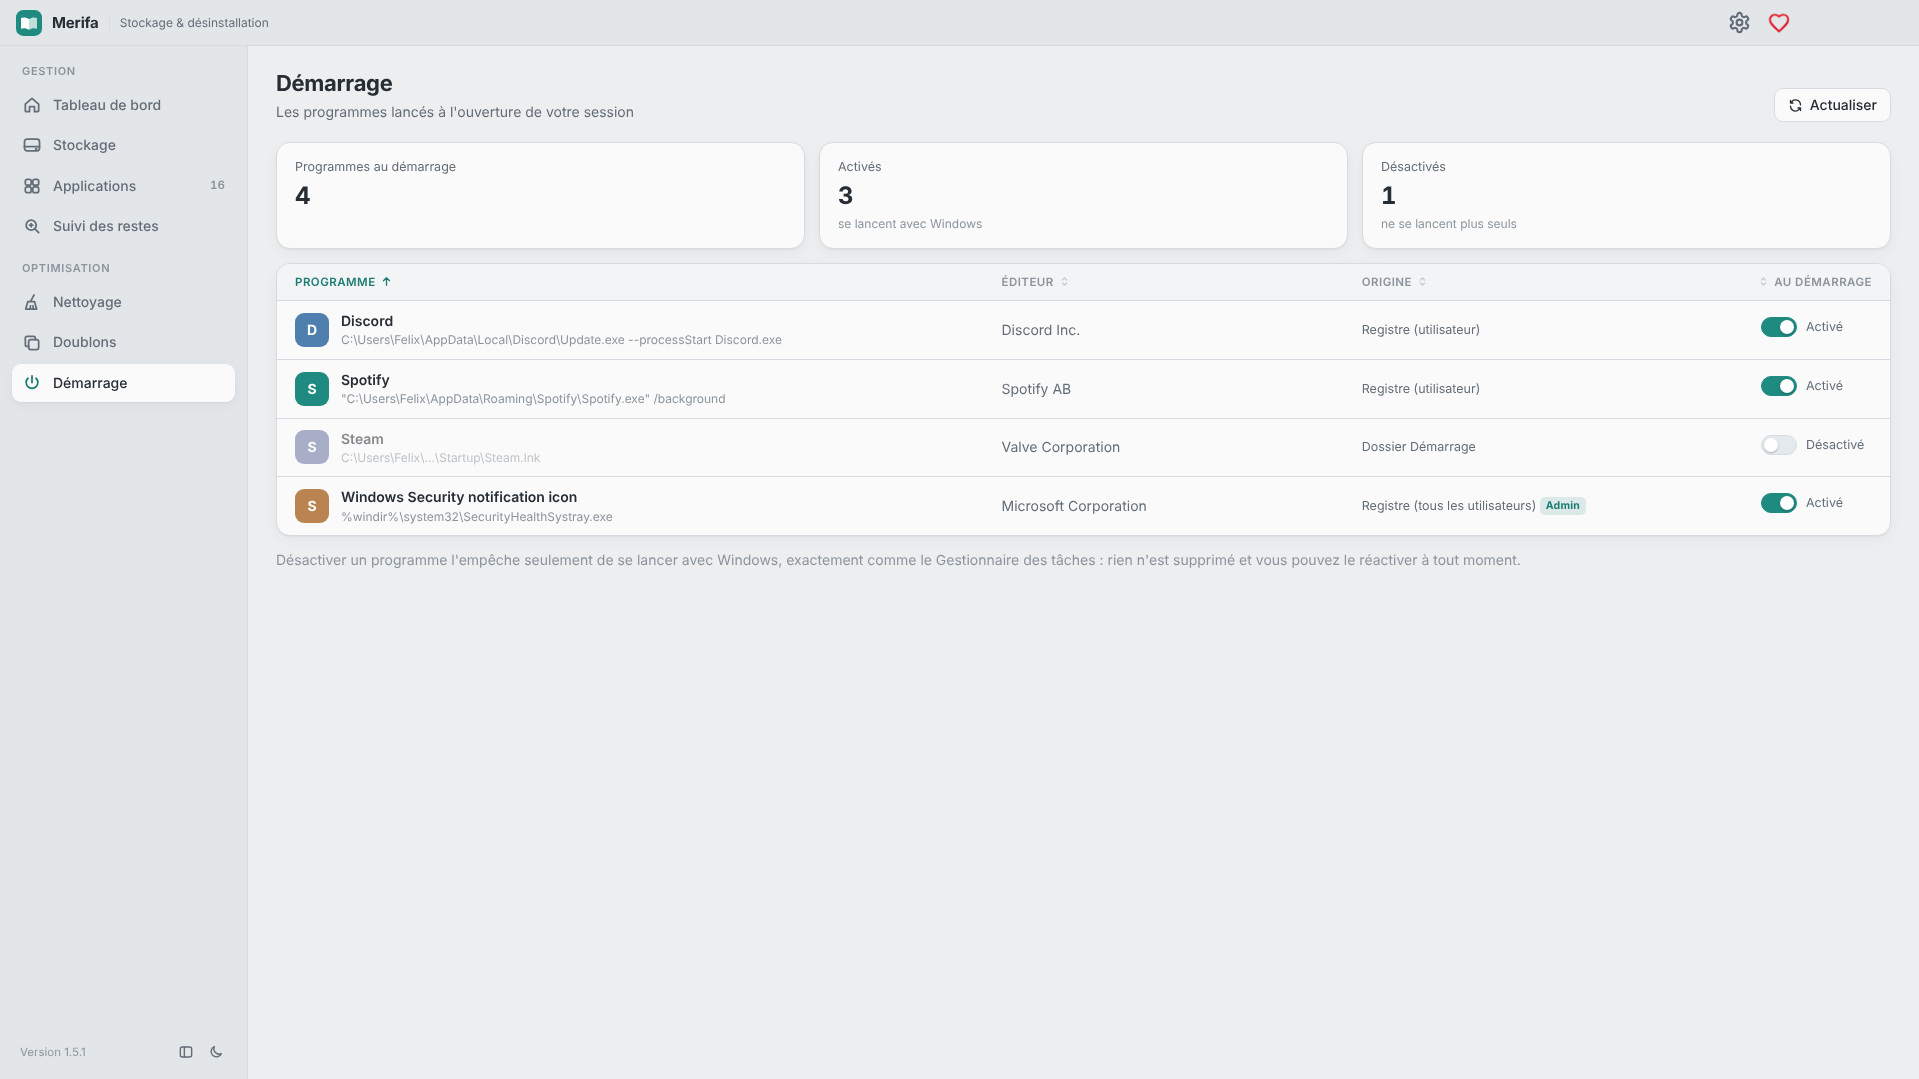 Merifa
Stockage & désinstallation
GESTION
Tableau de bord
Stockage
Applications 16
Suivi des restes
OPTIMISATION
Nettoyage
Doublons
Démarrage
Version 1.5.1
Démarrage
Les programmes lancés à l'ouverture de votre session
Actualiser
Programmes au démarrage
4
Activés
3
se lancent avec Windows
Désactivés
1
ne se lancent plus seuls
PROGRAMME ÉDITEUR ORIGINE AU DÉMARRAGE
D
Discord
C:\Users\Felix\AppData\Local\Discord\Update.exe --processStart Discord.exe
Discord Inc.
Registre (utilisateur)
Activé
S
Spotify
"C:\Users\Felix\AppData\Roaming\Spotify\Spotify.exe" /background
Spotify AB
Registre (utilisateur)
Activé
S
Steam
C:\Users\Felix\...\Startup\Steam.lnk
Valve Corporation
Dossier Démarrage
Désactivé
S
Windows Security notification icon
%windir%\system32\SecurityHealthSystray.exe
Microsoft Corporation
Registre (tous les utilisateurs) Admin
Activé
Désactiver un programme l'empêche seulement de se lancer avec Windows, exactement comme le Gestionnaire des tâches : rien n'est supprimé et vous pouvez le réactiver à tout moment.